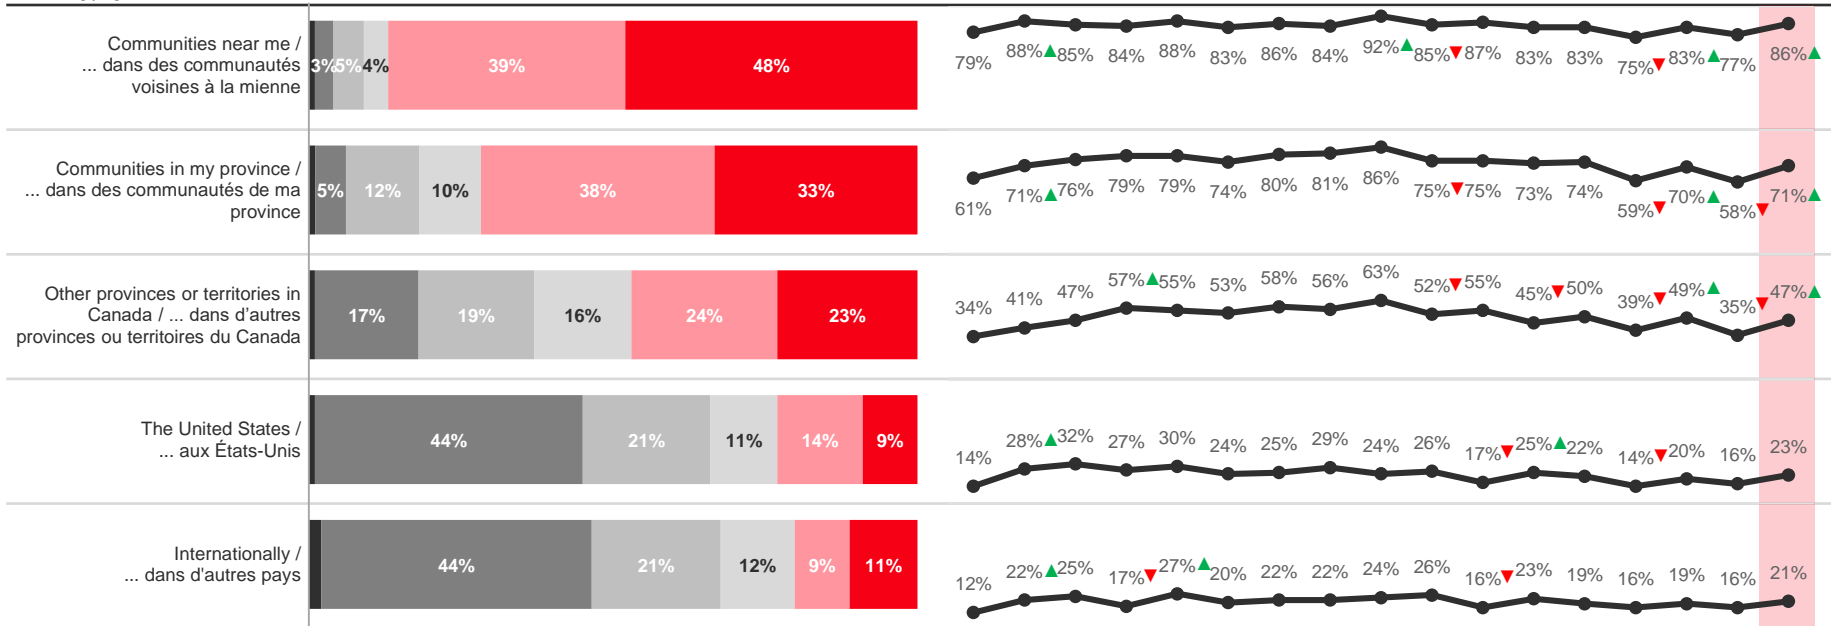 Communities near me /
... dans des communautés
voisines à la mienne
3% 5% 4% 39% 48%
79% 88% ▲ 85% 84% 88% 83% 86% 84% 92% ▲ 85% ▼ 87% 83% 83% 75% ▼ 83% ▲ 77% 86% ▲
Communities in my province /
... dans des communautés de ma
province
5% 12% 10% 38% 33%
61% 71% ▲ 76% 79% 79% 74% 80% 81% 86% 75% ▼ 75% 73% 74% 59% ▼ 70% ▲ 58% ▼ 71% ▲
Other provinces or territories in
Canada / ... dans d’autres
provinces ou territoires du Canada
17% 19% 16% 24% 23%
34% 41% 47% 57% ▲ 55% 53% 58% 56% 63% 52% ▼ 55% 45% ▼ 50% 39% ▼ 49% ▲ 35% ▼ 47% ▲
The United States /
... aux États-Unis
44% 21% 11% 14% 9%
14% 28% ▲ 32% 27% 30% 24% 25% 29% 24% 26% 17% ▼ 25% ▲ 22% 14% ▼ 20% 16% 23%
Internationally /
... dans d'autres pays
44% 21% 12% 9% 11%
12% 22% ▲ 25% 17% ▼ 27% ▲ 20% 22% 22% 24% 26% 16% ▼ 23% 19% 16% 19% 16% 21%